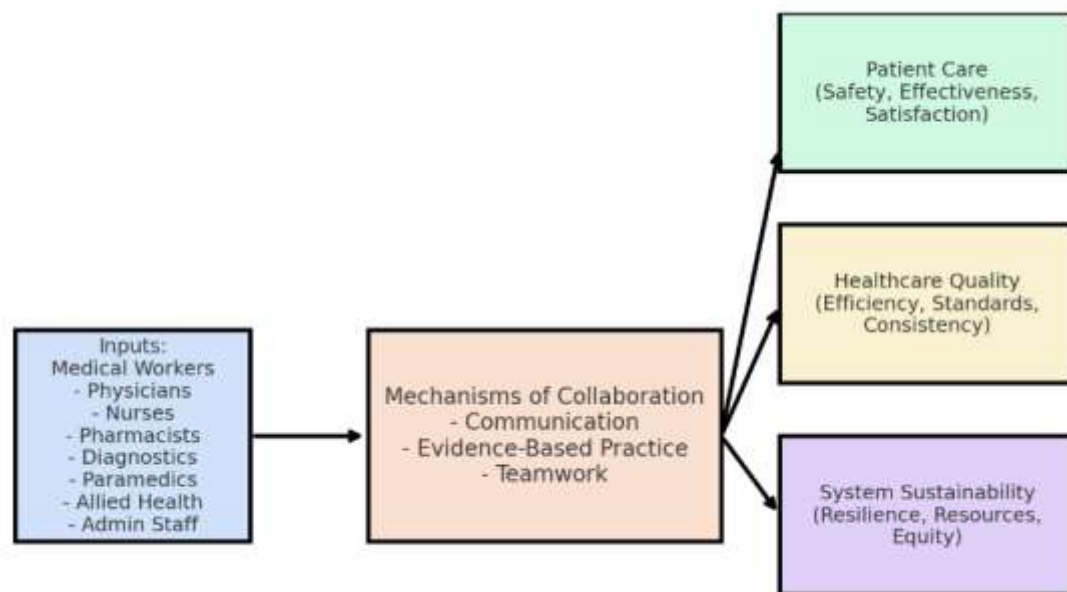 Inputs:
Medical Workers
- Physicians
- Nurses
- Pharmacists
- Diagnostics
- Paramedics
- Allied Health
- Admin Staff
Mechanisms of Collaboration
- Communication
- Evidence-Based Practice
- Teamwork
Patient Care
(Safety, Effectiveness,
Satisfaction)
Healthcare Quality
(Efficiency, Standards,
Consistency)
System Sustainability
(Resilience, Resources,
Equity)